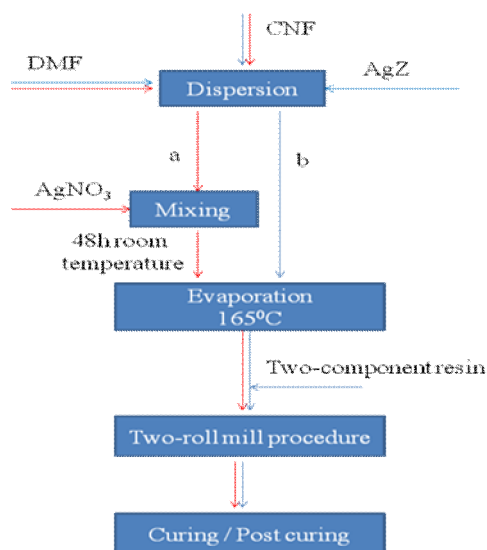 CNF
DMF
AgZ
Dispersion
a
b
AgNO₃
Mixing
48h room
temperature
Evaporation
165⁰C
Two-component resin
Two-roll mill procedure
Curing / Post curing